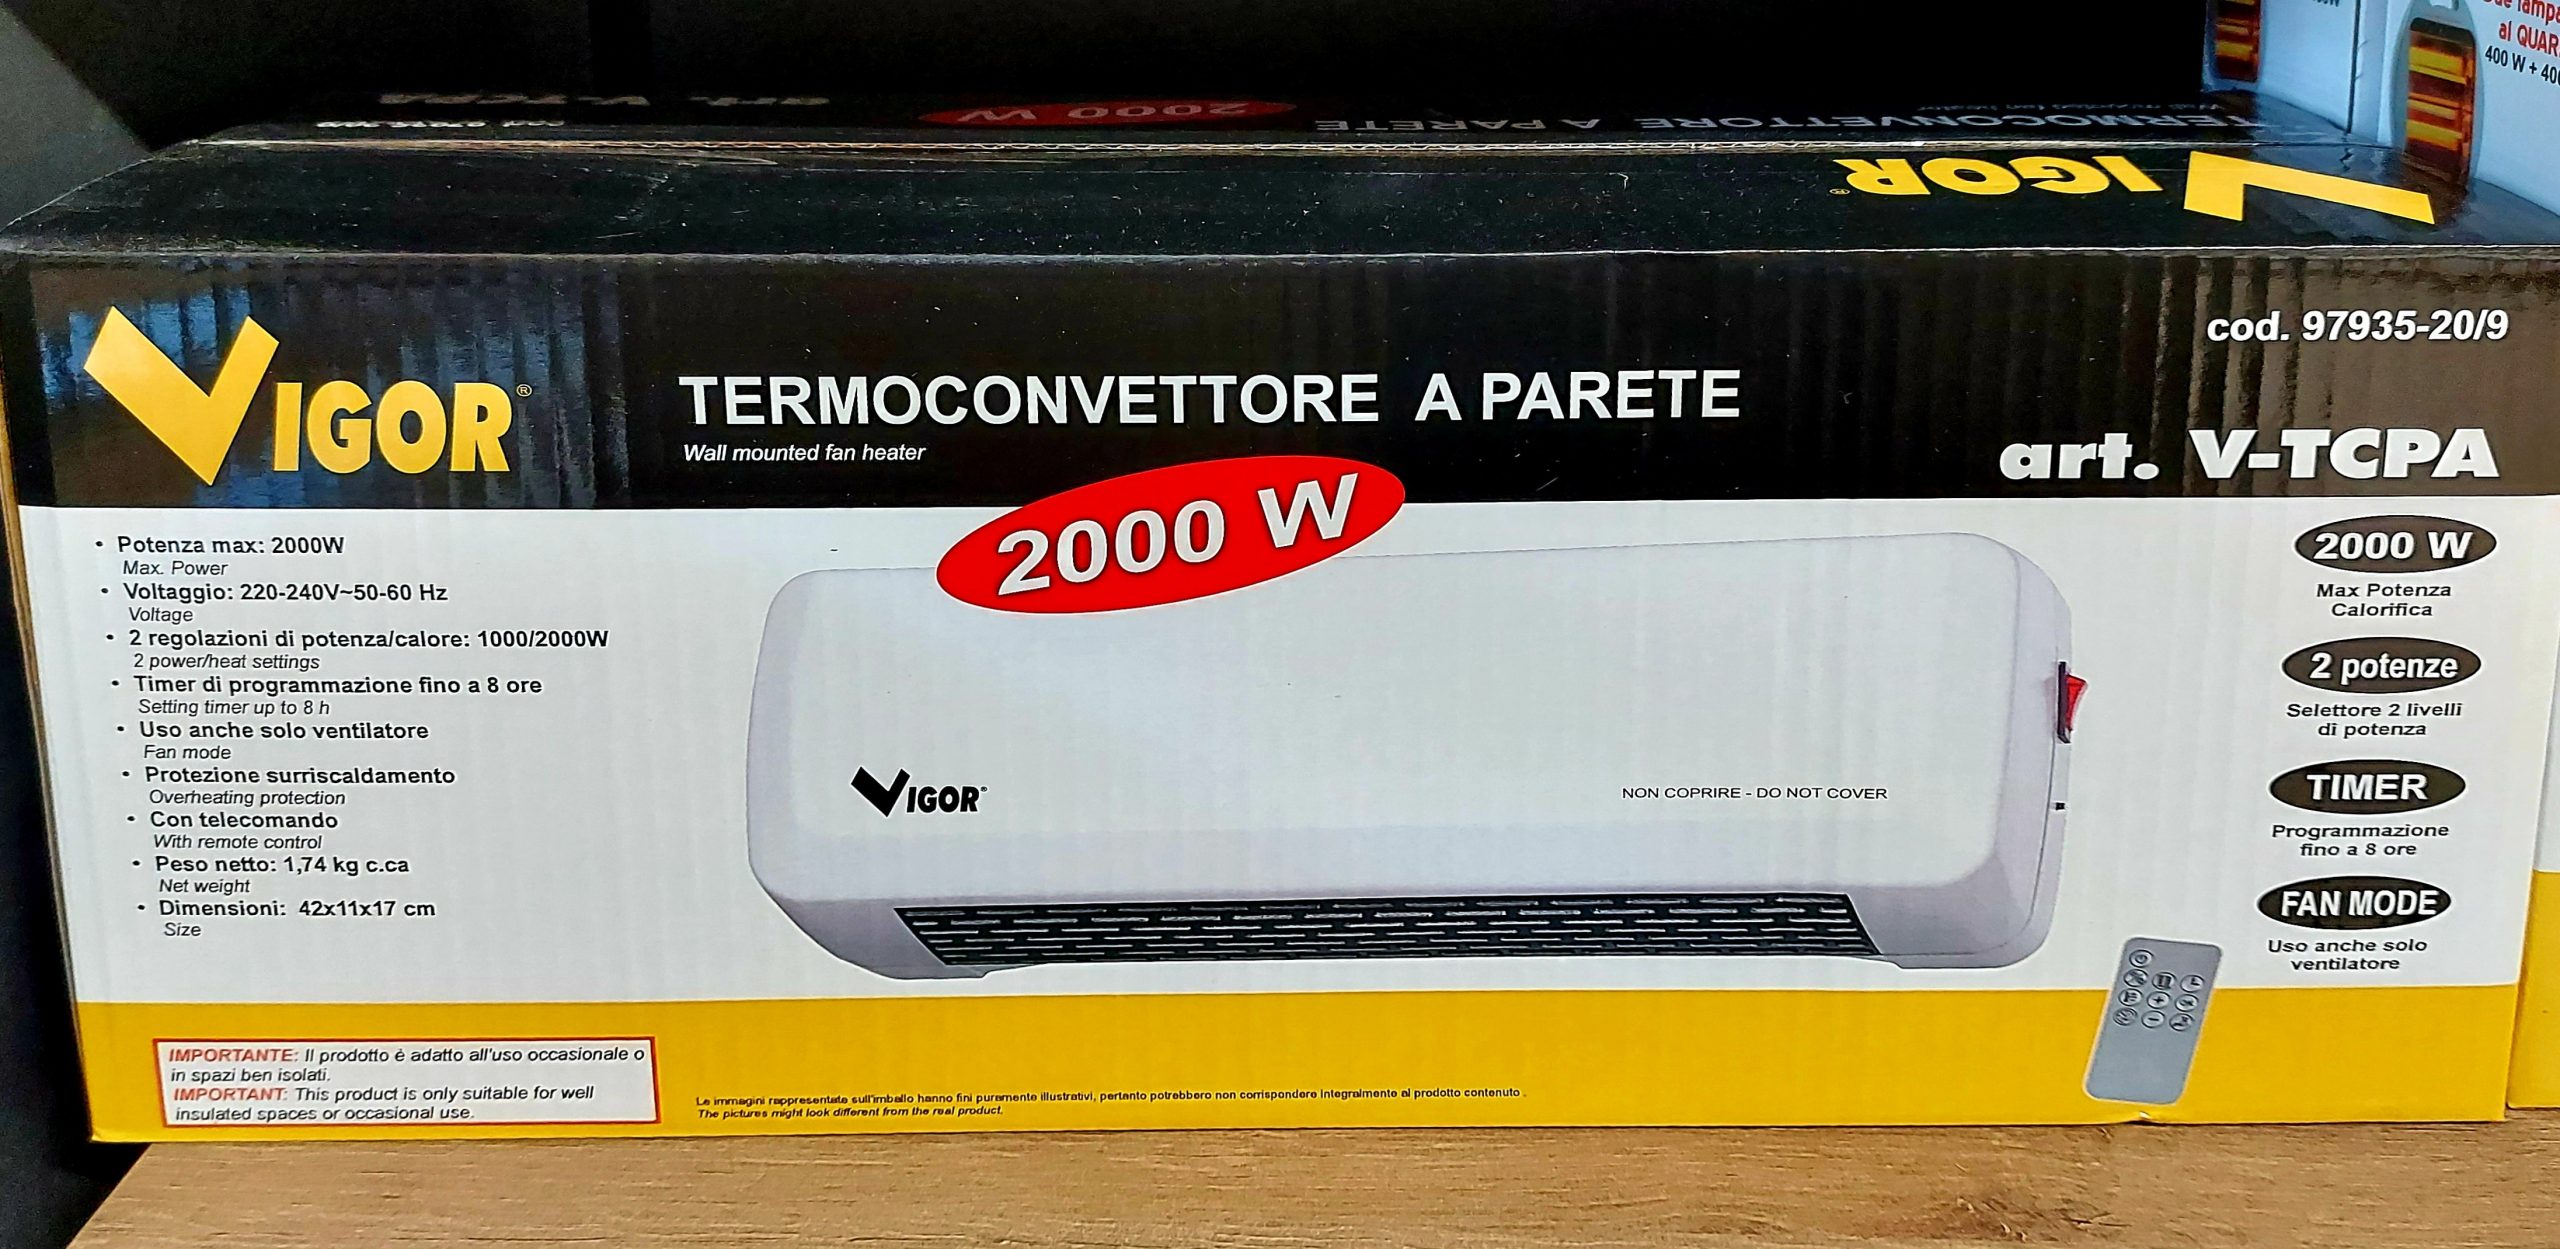 al QUAR
400 W + 400
art. V-TCPA
2000 W
TERMOCONVETTORE A PARETE
Wall mounted fan heater
VIGOR®
cod. 97935-20/9
VIGOR®
TERMOCONVETTORE A PARETE
Wall mounted fan heater
art. V-TCPA
2000 W
• Potenza max: 2000W
Max. Power
• Voltaggio: 220-240V~50-60 Hz
Voltage
• 2 regolazioni di potenza/calore: 1000/2000W
2 power/heat settings
• Timer di programmazione fino a 8 ore
Setting timer up to 8 h
• Uso anche solo ventilatore
Fan mode
• Protezione surriscaldamento
Overheating protection
• Con telecomando
With remote control
• Peso netto: 1,74 kg c.ca
Net weight
• Dimensioni: 42x11x17 cm
Size
VIGOR®
NON COPRIRE - DO NOT COVER
2000 W
Max Potenza
Calorifica
2 potenze
Selettore 2 livelli
di potenza
TIMER
Programmazione
fino a 8 ore
FAN MODE
Uso anche solo
ventilatore
IMPORTANTE: Il prodotto è adatto all'uso occasionale o
in spazi ben isolati.
IMPORTANT: This product is only suitable for well
insulated spaces or occasional use.
Le immagini rappresentate sull'imballo hanno fini puramente illustrativi, pertanto potrebbero non corrispondere integralmente al prodotto contenuto .
The pictures might look different from the real product.